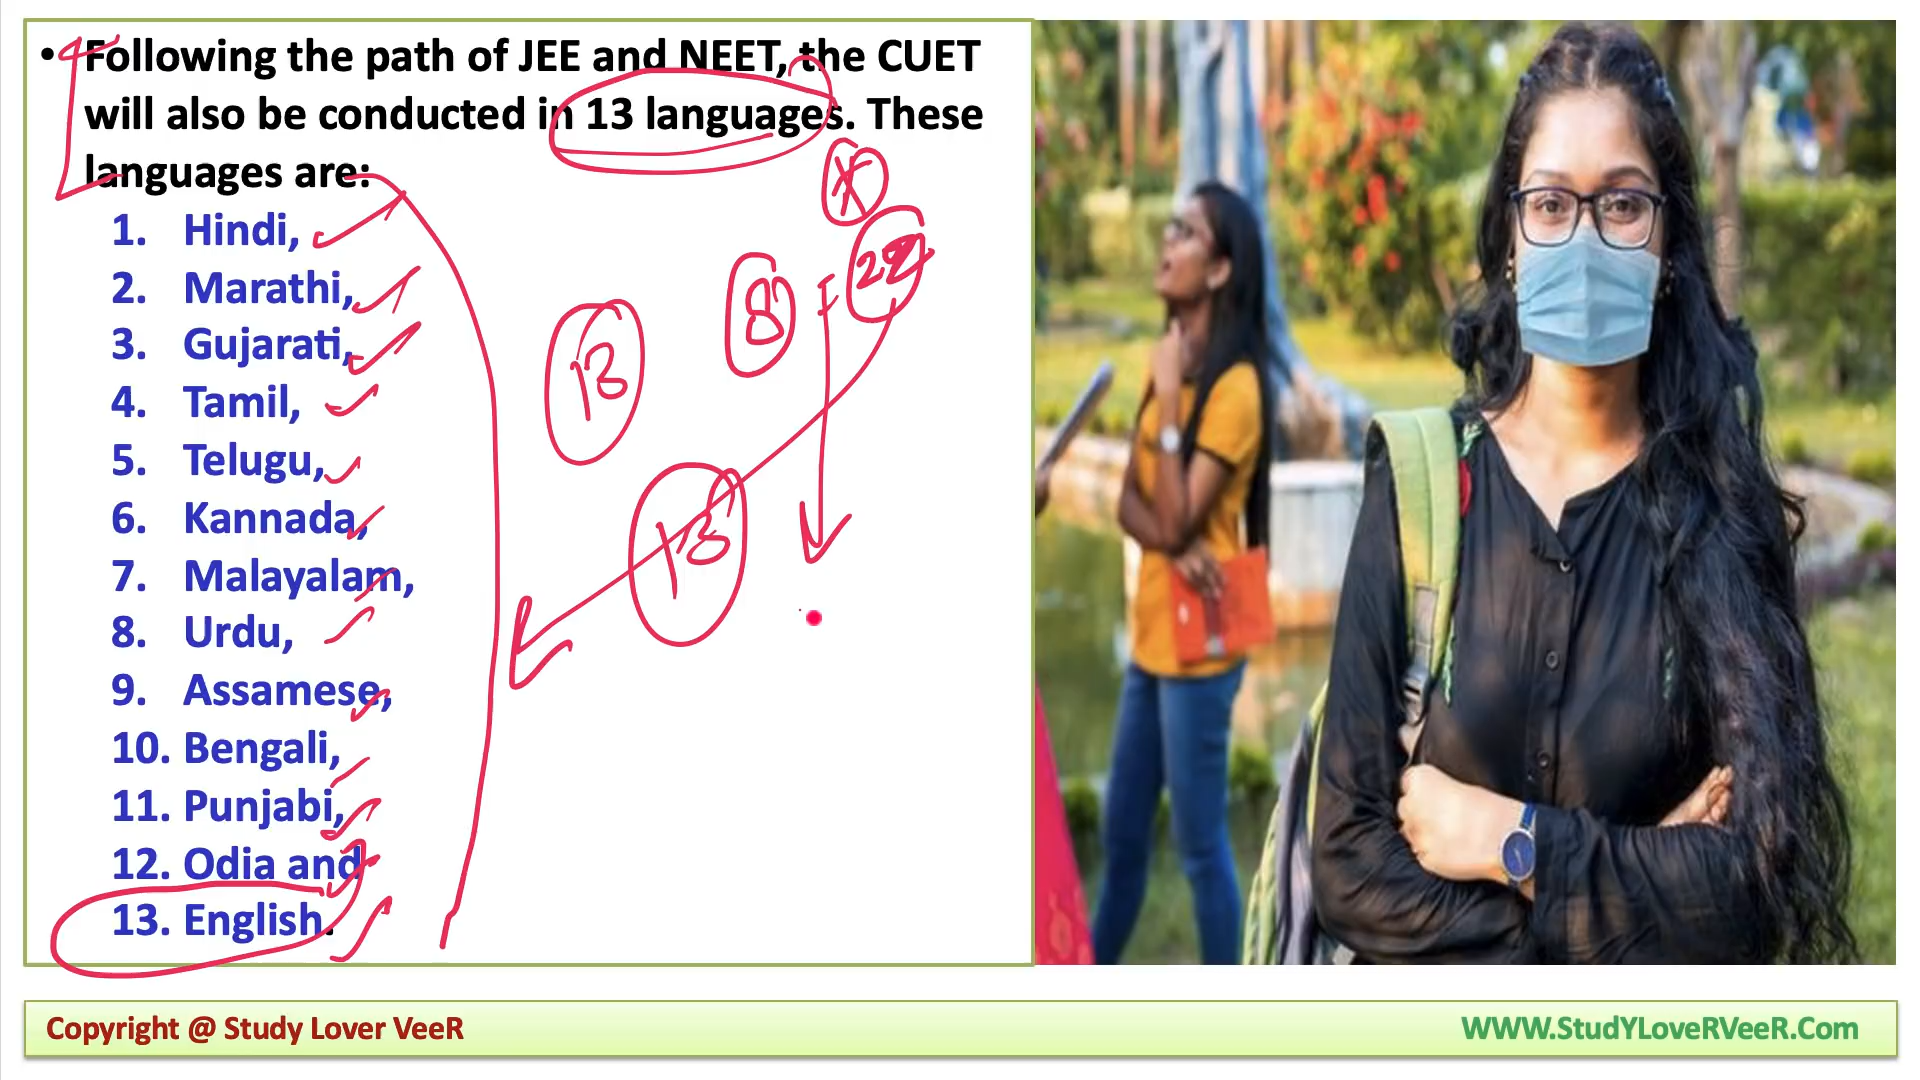 • Following the path of JEE and NEET, the CUET
will also be conducted in 13 languages. These
languages are:
1. Hindi,
2. Marathi,
3. Gujarati,
4. Tamil,
5. Telugu,
6. Kannada,
7. Malayalam,
8. Urdu,
9. Assamese,
10. Bengali,
11. Punjabi,
12. Odia and
13. English.
8
22
13
13
Copyright @ Study Lover VeeR
WWW.StudYLoveRVeeR.Com